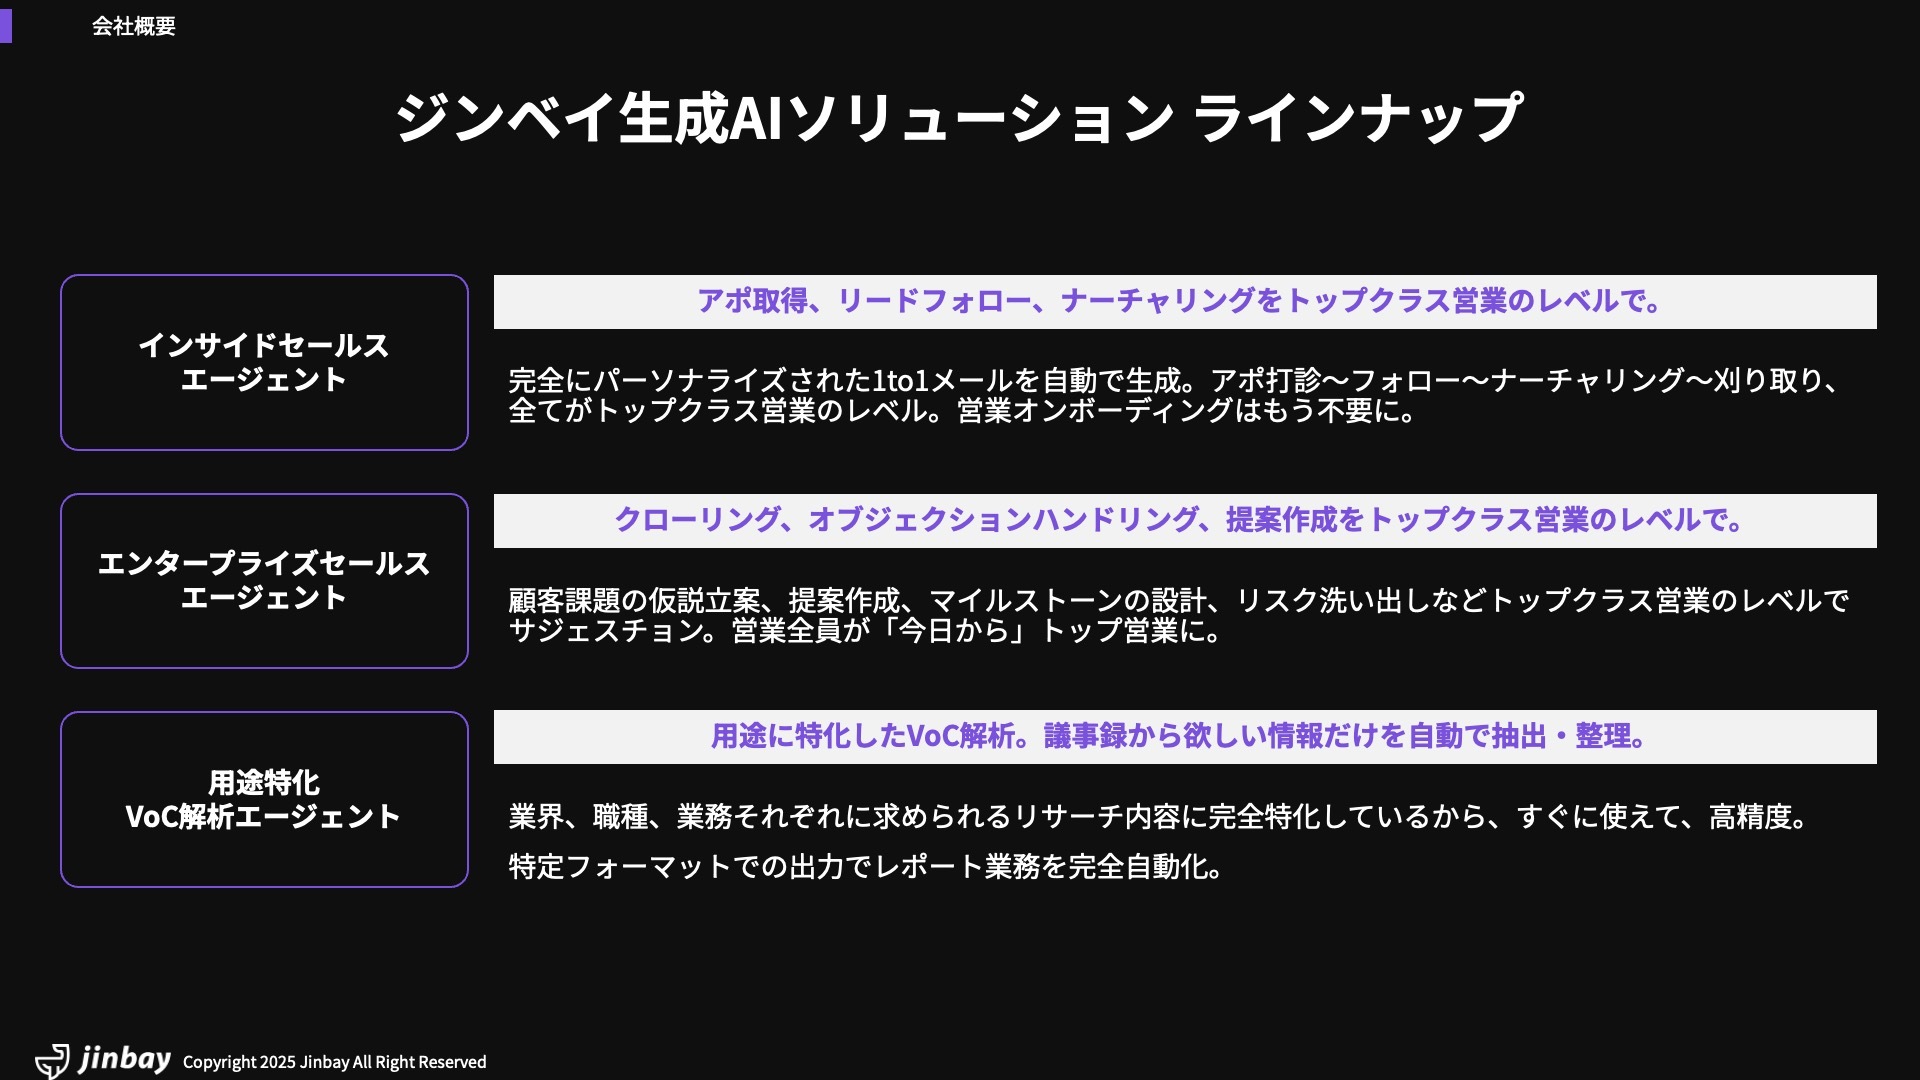 会社概要
ジンベイ生成AIソリューション ラインナップ
インサイドセールス
エージェント
アポ取得、リードフォロー、ナーチャリングをトップクラス営業のレベルで。
完全にパーソナライズされた1to1メールを自動で生成。アポ打診〜フォロー〜ナーチャリング〜刈り取り、
全てがトップクラス営業のレベル。営業オンボーディングはもう不要に。
エンタープライズセールス
エージェント
クローリング、オブジェクションハンドリング、提案作成をトップクラス営業のレベルで。
顧客課題の仮説立案、提案作成、マイルストーンの設計、リスク洗い出しなどトップクラス営業のレベルで
サジェスチョン。営業全員が「今日から」トップ営業に。
用途特化
VoC解析エージェント
用途に特化したVoC解析。議事録から欲しい情報だけを自動で抽出・整理。
業界、職種、業務それぞれに求められるリサーチ内容に完全特化しているから、すぐに使えて、高精度。
特定フォーマットでの出力でレポート業務を完全自動化。
jinbay Copyright 2025 Jinbay All Right Reserved